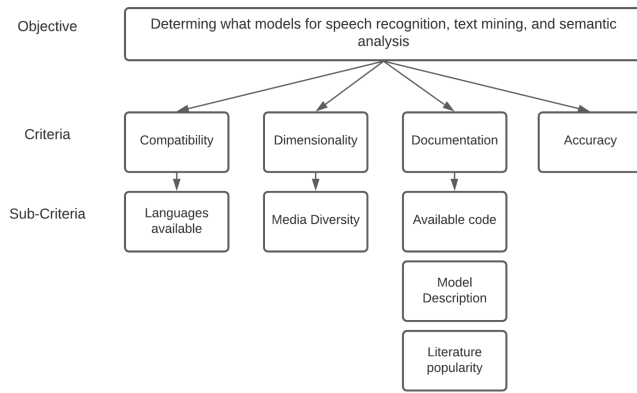 Objective
Determing what models for speech recognition, text mining, and semantic
analysis
Criteria
Compatibility
Dimensionality
Documentation
Accuracy
Sub-Criteria
Languages
available
Media Diversity
Available code
Model
Description
Literature
popularity